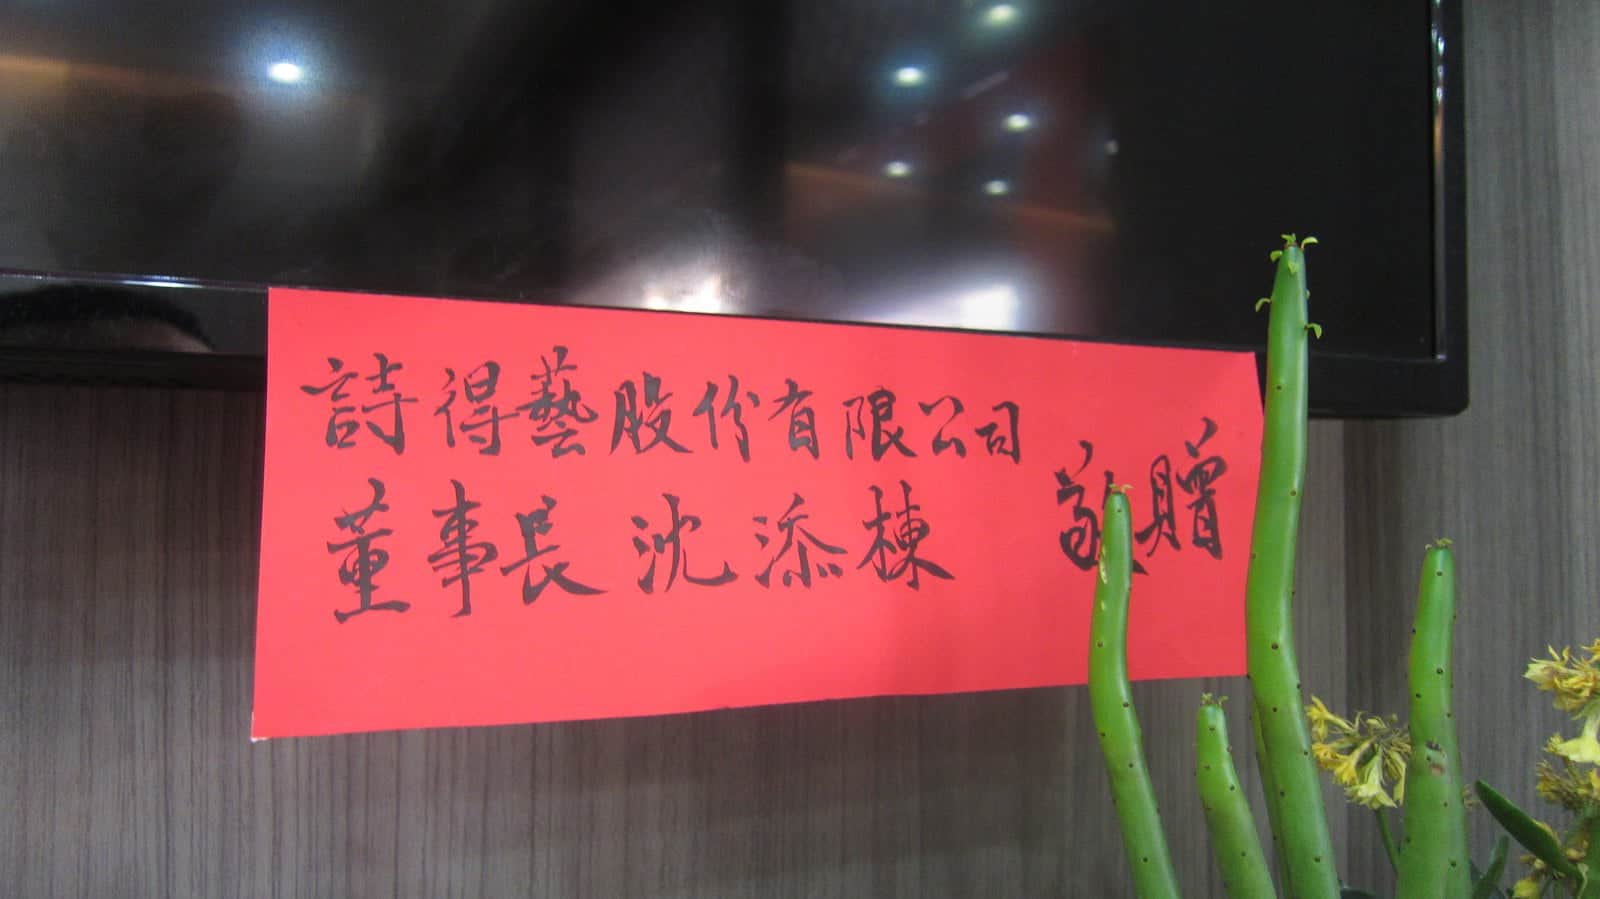 詩得藝股份有限公司
董事長沈添棟 敬贈